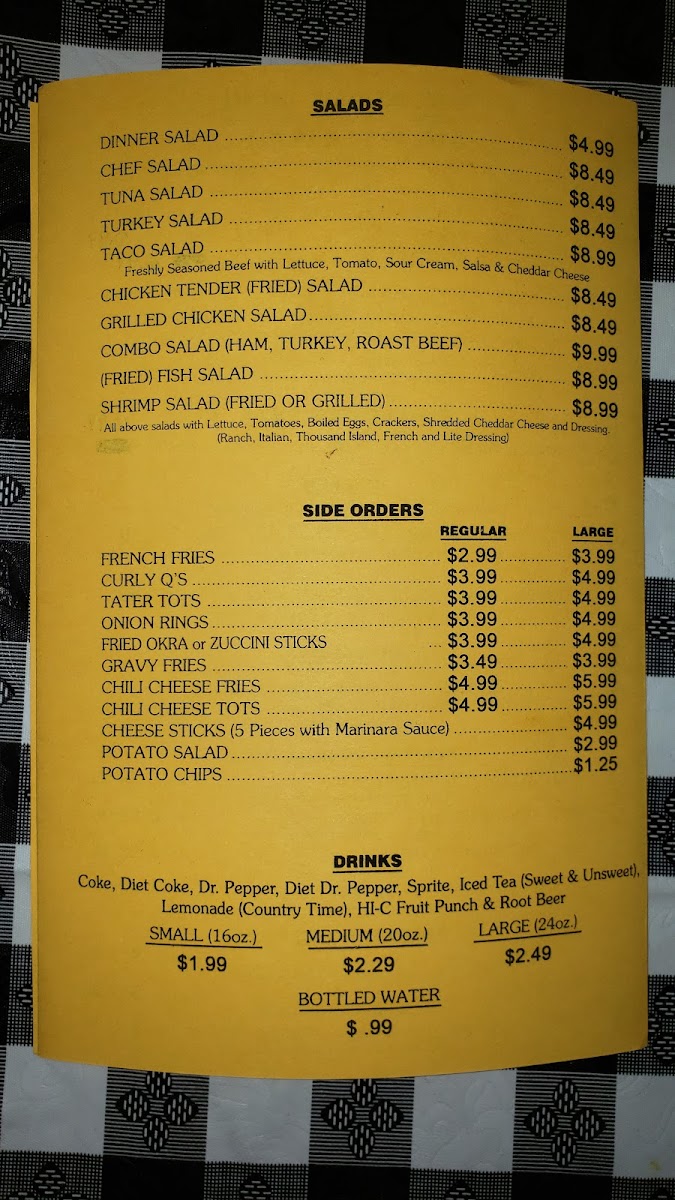 SALADS
DINNER SALAD ........ $4.99
CHEF SALAD ........ $8.49
TUNA SALAD ........ $8.49
TURKEY SALAD ........ $8.49
TACO SALAD ........ $8.99
Freshly Seasoned Beef with Lettuce, Tomato, Sour Cream, Salsa & Cheddar Cheese
CHICKEN TENDER (FRIED) SALAD ........ $8.49
GRILLED CHICKEN SALAD ........ $8.49
COMBO SALAD (HAM, TURKEY, ROAST BEEF) ........ $9.99
(FRIED) FISH SALAD ........ $8.99
SHRIMP SALAD (FRIED OR GRILLED) ........ $8.99
All above salads with Lettuce, Tomatoes, Boiled Eggs, Crackers, Shredded Cheddar Cheese and Dressing.
(Ranch, Italian, Thousand Island, French and Lite Dressing)
SIDE ORDERS
REGULAR LARGE
FRENCH FRIES ........ $2.99 ........ $3.99
CURLY Q'S ........ $3.99 ........ $4.99
TATER TOTS ........ $3.99 ........ $4.99
ONION RINGS ........ $3.99 ........ $4.99
FRIED OKRA or ZUCCINI STICKS ... $3.99 ........ $4.99
GRAVY FRIES ........ $3.49 ........ $3.99
CHILI CHEESE FRIES ........ $4.99 ........ $5.99
CHILI CHEESE TOTS ........ $4.99 ........ $5.99
CHEESE STICKS (5 Pieces with Marinara Sauce) ........ $4.99
POTATO SALAD ........ $2.99
POTATO CHIPS ........ $1.25
DRINKS
Coke, Diet Coke, Dr. Pepper, Diet Dr. Pepper, Sprite, Iced Tea (Sweet & Unsweet),
Lemonade (Country Time), HI-C Fruit Punch & Root Beer
SMALL (16oz.) MEDIUM (20oz.) LARGE (24oz.)
$1.99 $2.29 $2.49
BOTTLED WATER
$ .99